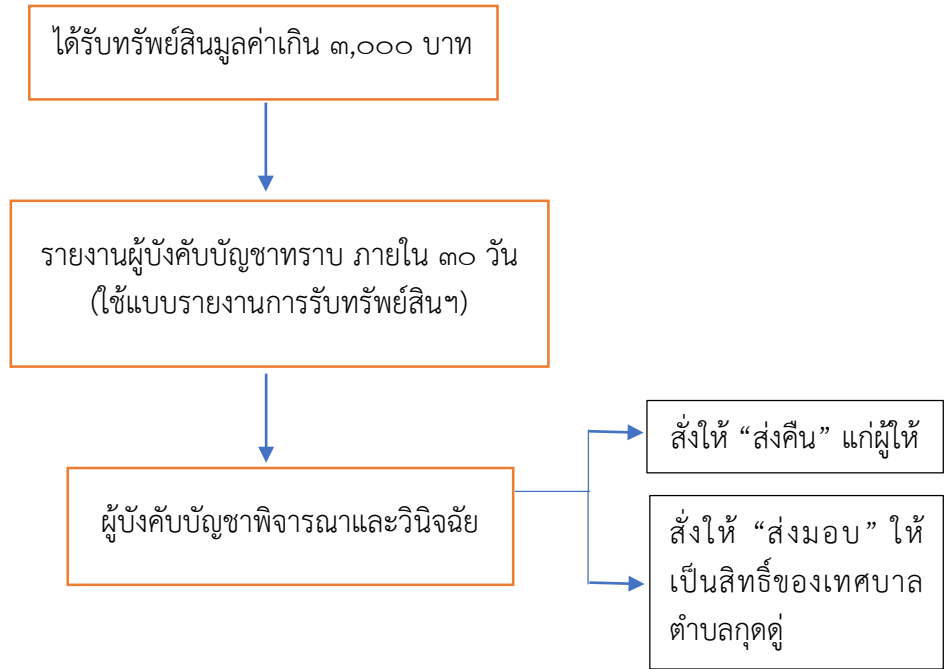 ได้รับทรัพย์สินมูลค่าเกิน ๓,๐๐๐ บาท
รายงานผู้บังคับบัญชาทราบ ภายใน ๓๐ วัน
(ใช้แบบรายงานการรับทรัพย์สินฯ)
ผู้บังคับบัญชาพิจารณาและวินิจฉัย
สั่งให้ “ส่งคืน” แก่ผู้ให้
สั่งให้ “ส่งมอบ” ให้
เป็นสิทธิ์ของเทศบาล
ตำบลกุดดู่